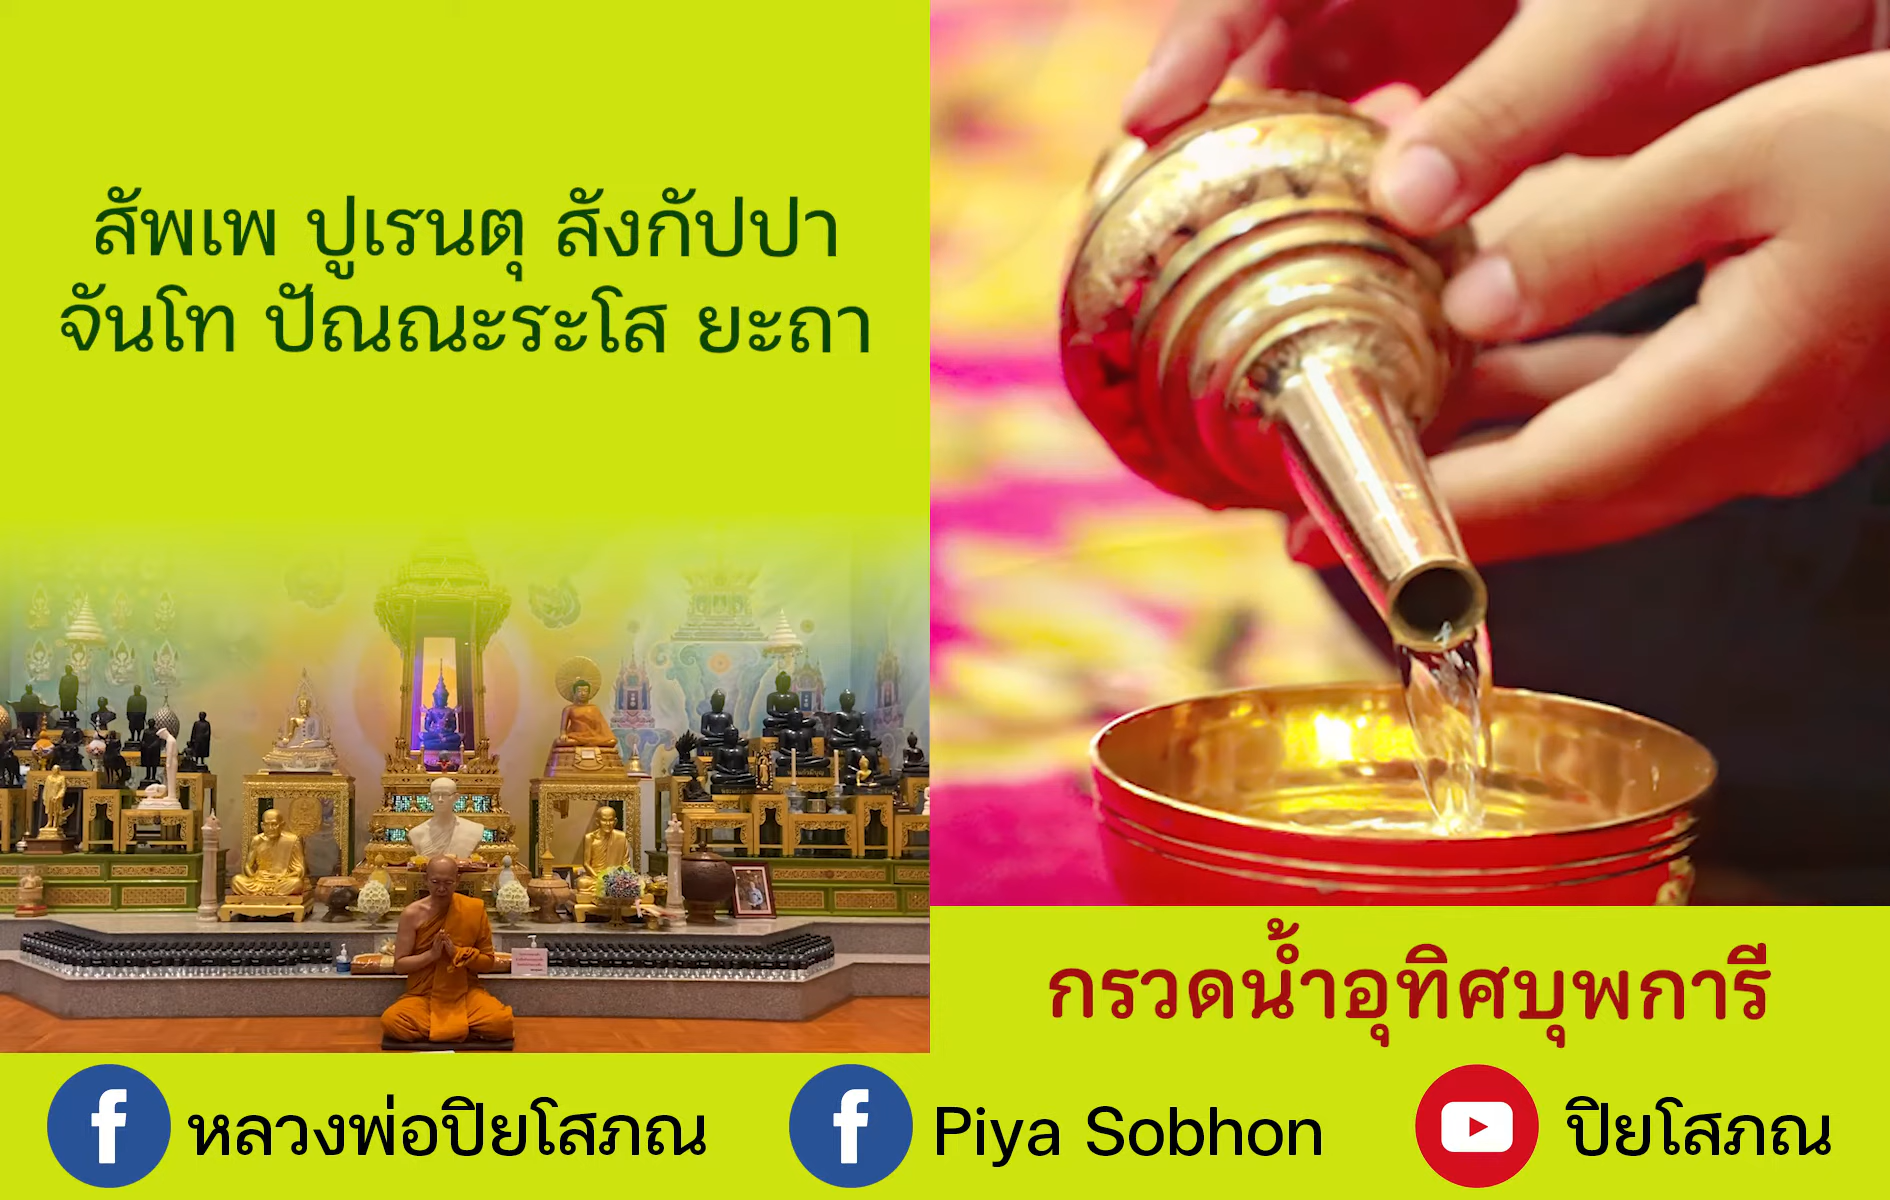 สัพเพ ปูเรนตุ สังกัปปา
จันโท ปัณณะระโส ยะถา
กรวดน้ำอุทิศบุพการี
หลวงพ่อปิยโสภณ
Piya Sobhon
ปิยโสภณ